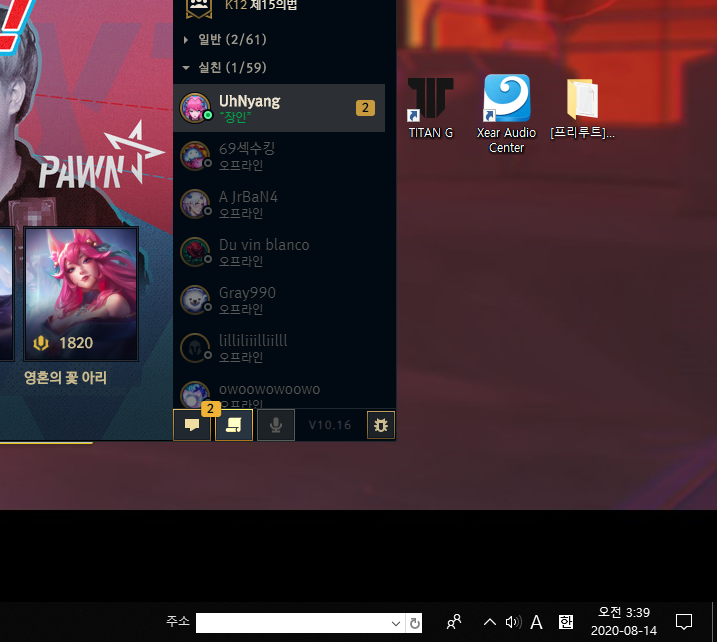 K12 제15의법
일반 (2/61)
실친 (1/59)
UhNyang
2
"장인"
69섹수킹
오프라인
A JrBaN4
오프라인
Du vin blanco
오프라인
Gray990
오프라인
lilliliiilliilll
오프라인
owoowowoowo
오프라인
2
V10.16
PAWN
1820
영혼의 꽃 아리
TITAN G
Xear Audio
Center
[프리루트]...
주소
A
한
오전 3:39
2020-08-14